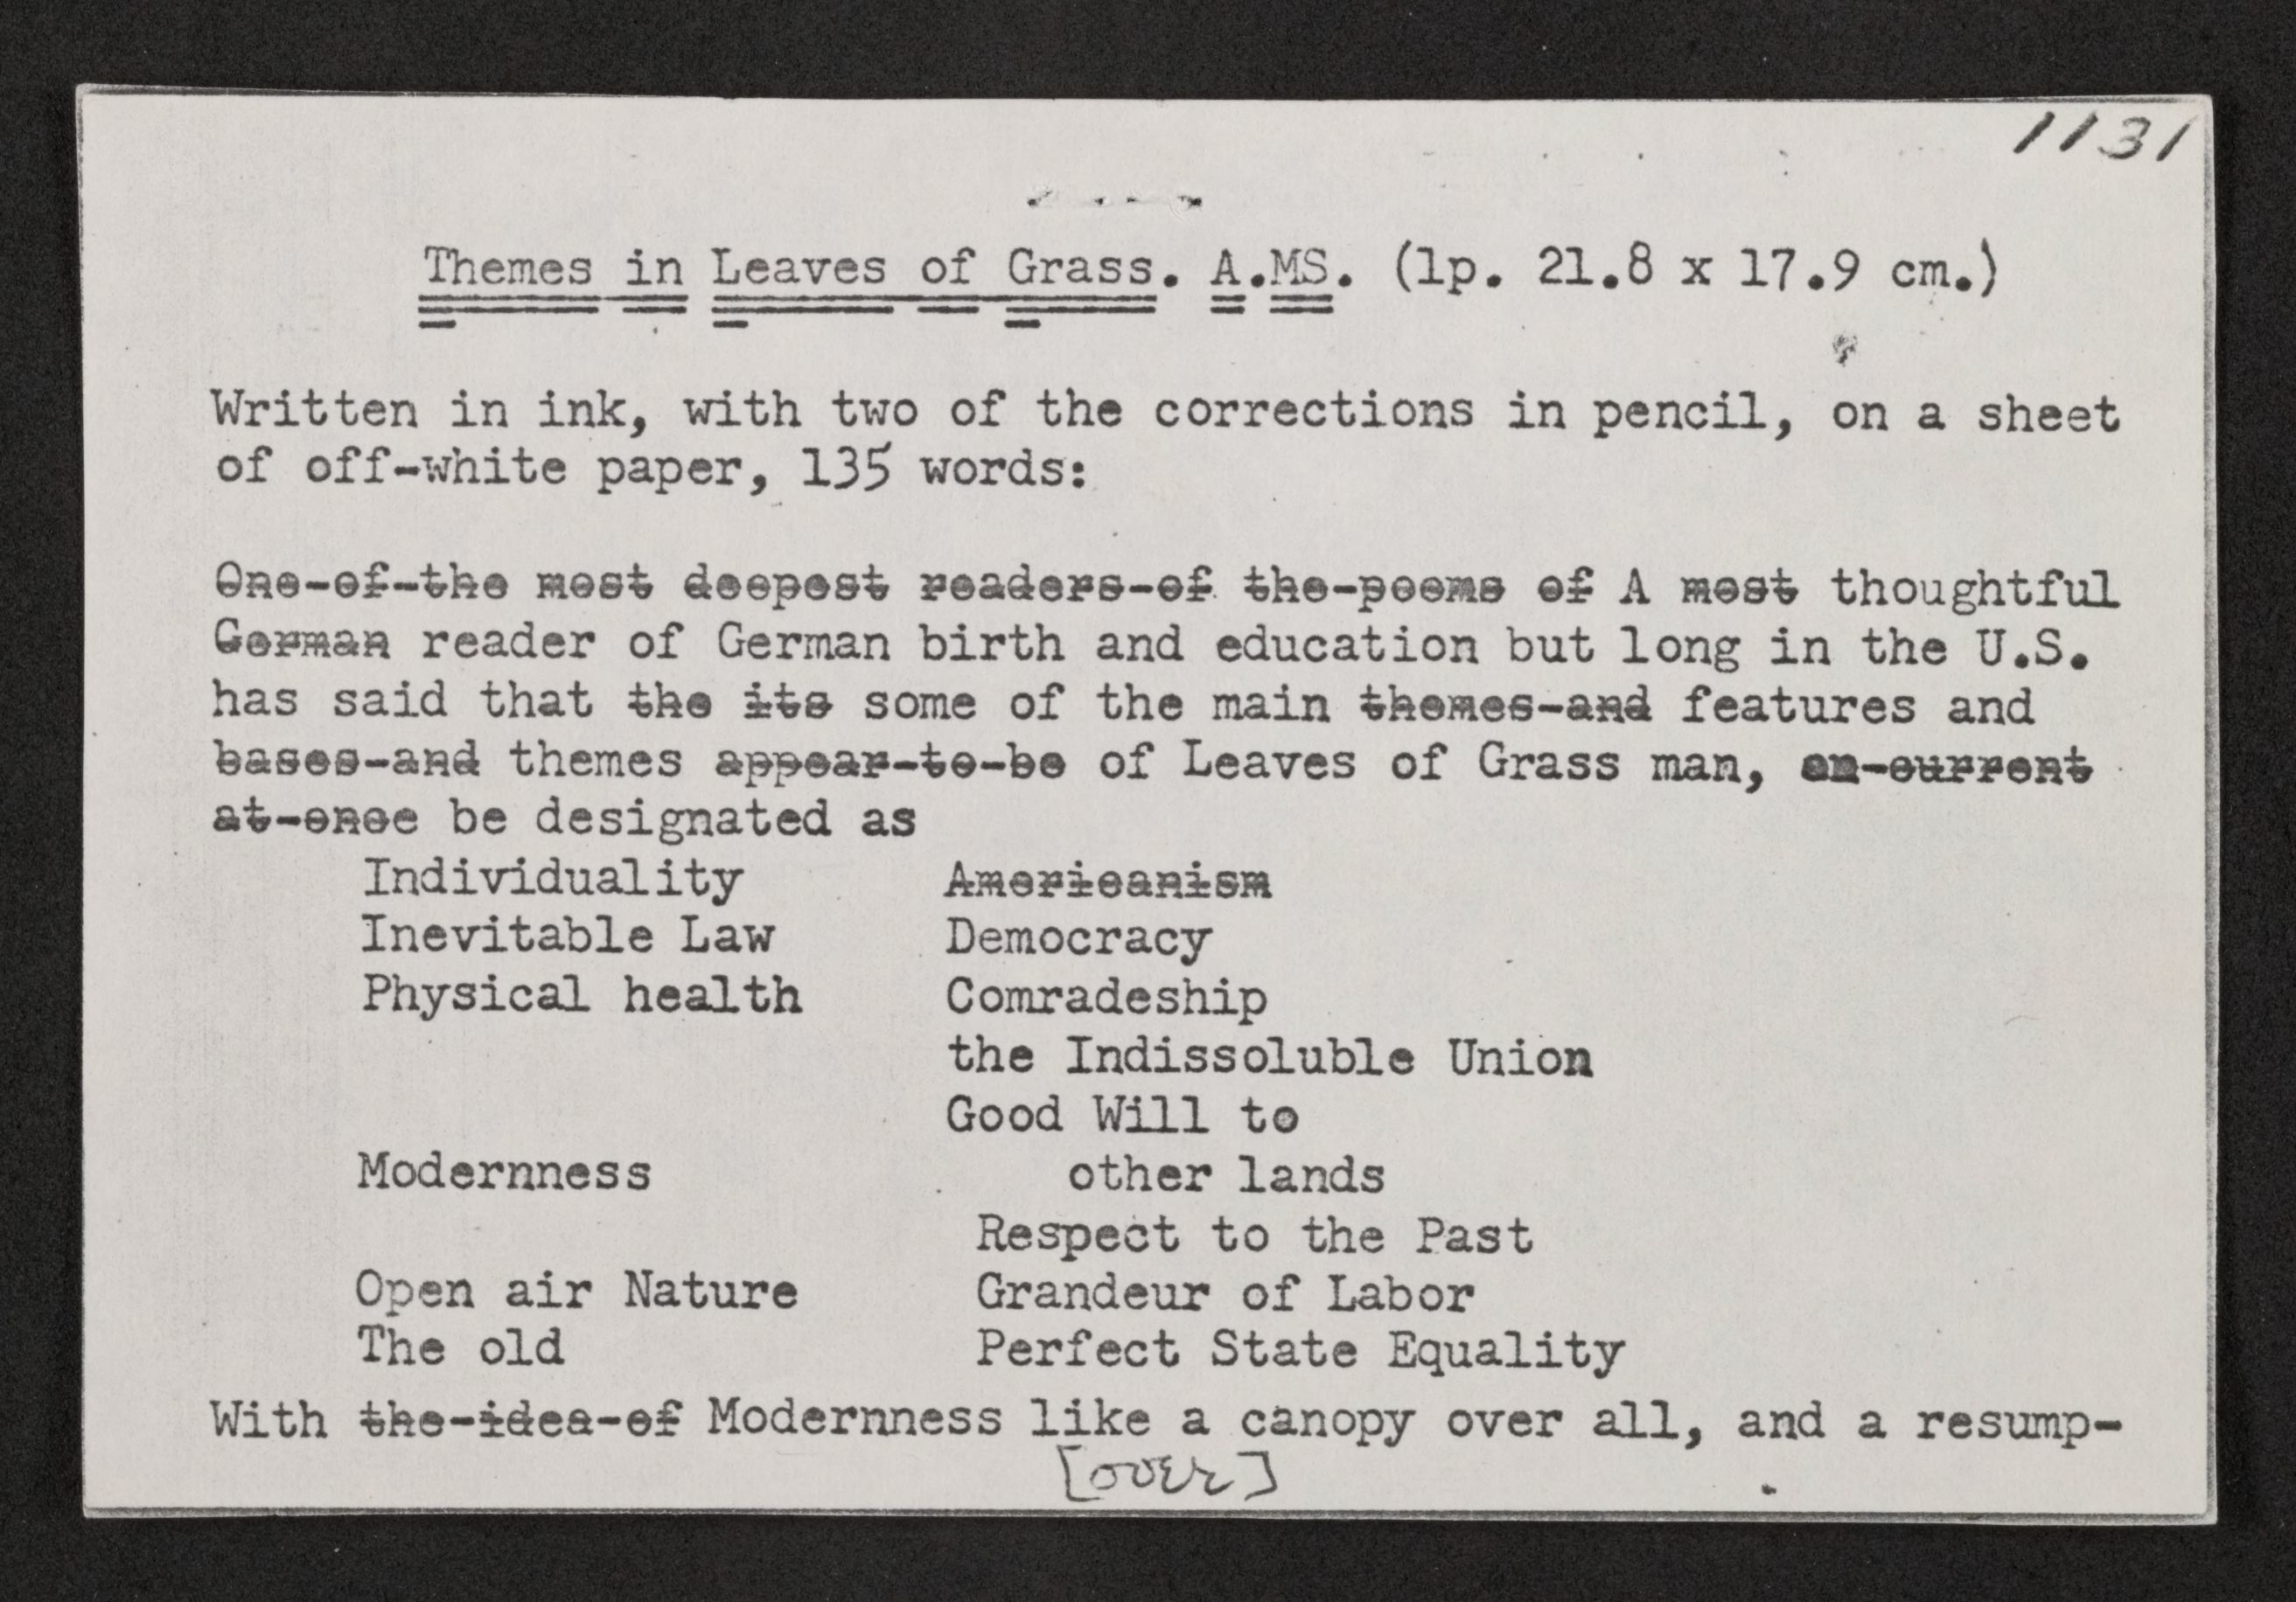 1131
Themes in Leaves of Grass. A.MS. (1p. 21.8 x 17.9 cm.)
Written in ink, with two of the corrections in pencil, on a sheet
of off-white paper, 135 words:
One-of-the most deepest readers-of the-poems of A most thoughtful
German reader of German birth and education but long in the U.S.
has said that the its some of the main themes-and features and
bases-and themes appear-to-be of Leaves of Grass man, on-current
at-once be designated as
Individuality Americanism
Inevitable Law Democracy
Physical health Comradeship
the Indissoluble Union
Good Will to
Modernness other lands
Respect to the Past
Open air Nature Grandeur of Labor
The old Perfect State Equality
With the-idea-of Modernness like a canopy over all, and a resump-
[over]